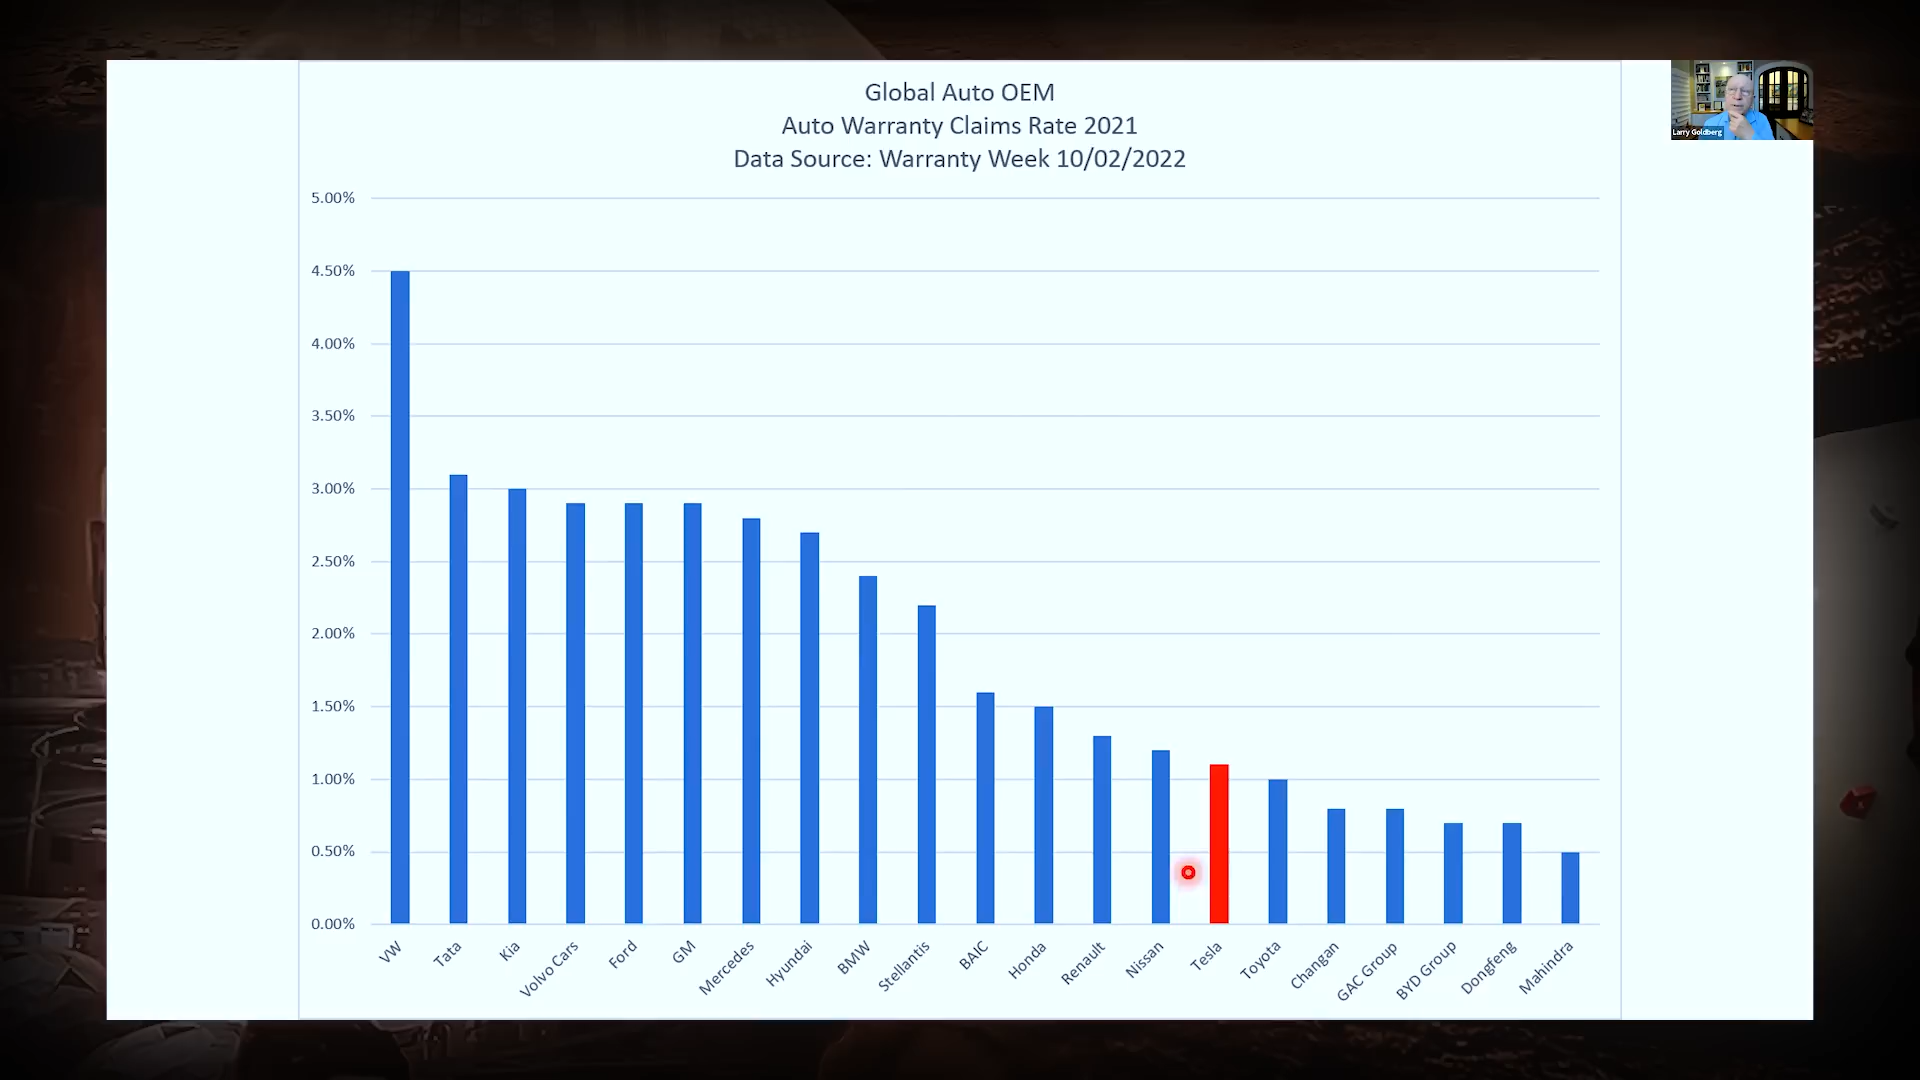 Global Auto OEM
Auto Warranty Claims Rate 2021
Data Source: Warranty Week 10/02/2022
Larry Goldberg
5.00%
4.50%
4.00%
3.50%
3.00%
2.50%
2.00%
1.50%
1.00%
0.50%
0.00%
VW
Tata
Kia
Volvo Cars
Ford
GM
Mercedes
Hyundai
BMW
Stellantis
BAIC
Honda
Renault
Nissan
Tesla
Toyota
Changan
GAC Group
BYD Group
Dongfeng
Mahindra